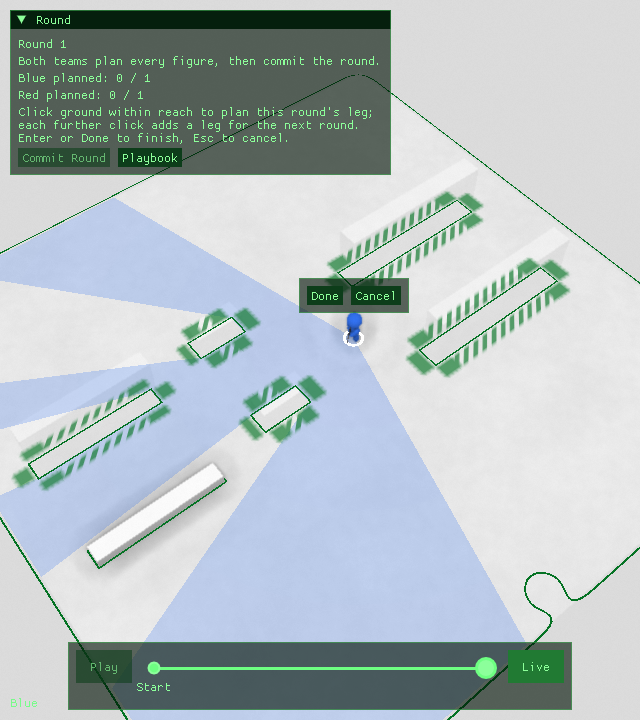 Round
Round 1
Both teams plan every figure, then commit the round.
Blue planned: 0 / 1
Red planned: 0 / 1
Click ground within reach to plan this round's leg;
each further click adds a leg for the next round.
Enter or Done to finish, Esc to cancel.
Commit Round Playbook
Done Cancel
Play Live
Start
Blue